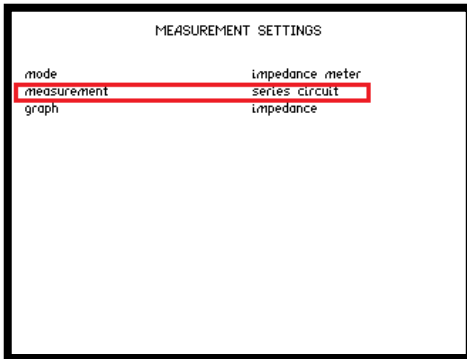 MEASUREMENT SETTINGS
mode impedance meter
measurement series circuit
graph impedance